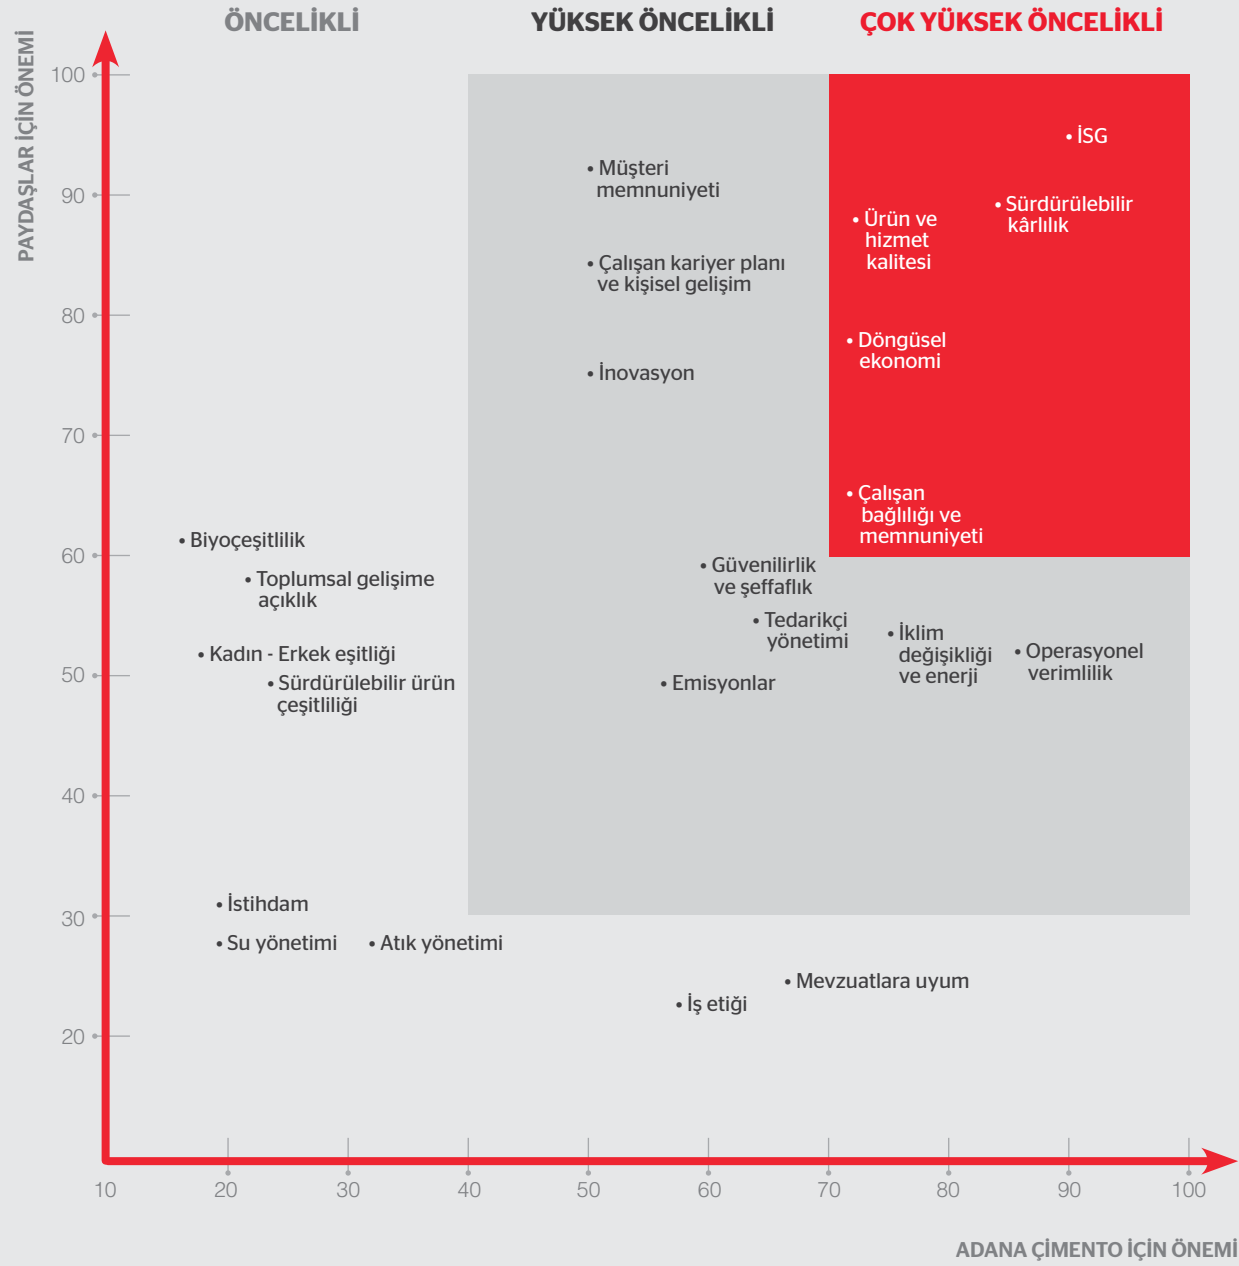 ÖNCELİKLİ
YÜKSEK ÖNCELİKLİ
ÇOK YÜKSEK ÖNCELİKLİ
PAYDAŞLAR İÇİN ÖNEMİ
100
90
80
70
60
50
40
30
20
• İSG
• Müşteri
memnuniyeti
• Sürdürülebilir
kârlılık
• Ürün ve
hizmet
kalitesi
• Çalışan kariyer planı
ve kişisel gelişim
• Döngüsel
ekonomi
• İnovasyon
• Çalışan
bağlılığı ve
memnuniyeti
• Biyoçeşitlilik
• Güvenilirlik
ve şeffaflık
• Toplumsal gelişime
açıklık
• Tedarikçi
yönetimi
• İklim
değişikliği
ve enerji
• Operasyonel
verimlilik
• Kadın - Erkek eşitliği
• Sürdürülebilir ürün
çeşitliliği
• Emisyonlar
• İstihdam
• Su yönetimi
• Atık yönetimi
• Mevzuatlara uyum
• İş etiği
10 20 30 40 50 60 70 80 90 100
ADANA ÇİMENTO İÇİN ÖNEMİ